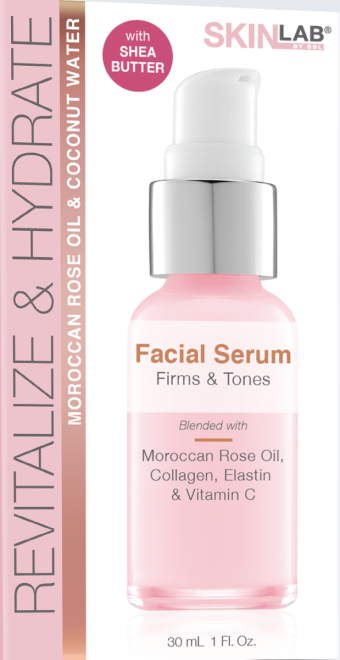 REVITALIZE & HYDRATE
MOROCCAN ROSE OIL & COCONUT WATER
with
SHEA
BUTTER
SKINLAB®
BY BSL
Facial Serum
Firms & Tones
Blended with
Moroccan Rose Oil,
Collagen, Elastin
& Vitamin C
30 mL 1 Fl. Oz.